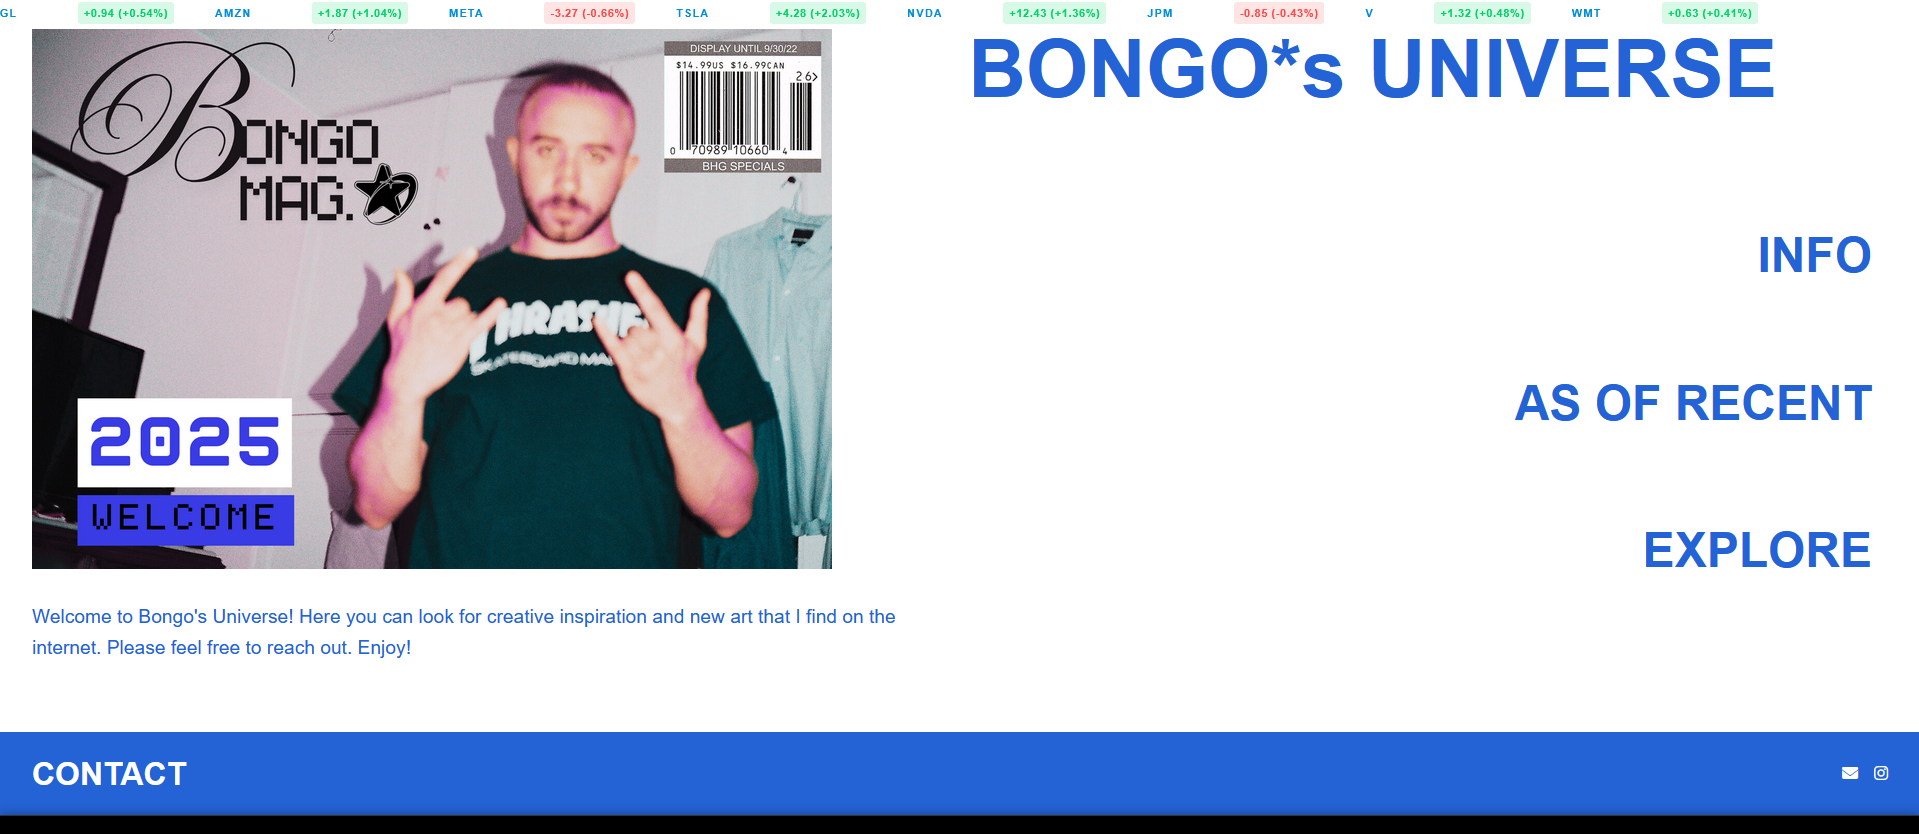 GL +0.94 (+0.54%) AMZN +1.87 (+1.04%) META -3.27 (-0.66%) TSLA +4.28 (+2.03%) NVDA +12.43 (+1.36%) JPM -0.85 (-0.43%) V +1.32 (+0.48%) WMT +0.63 (+0.41%)
BONGO
MAG.
DISPLAY UNTIL 9/30/22
$14.99US $16.99CAN
26>
0 70989 10660 4
BHG SPECIALS
THRASHE
SKATEBOARD MA
2025
WELCOME
BONGO*s UNIVERSE
INFO
AS OF RECENT
EXPLORE
Welcome to Bongo's Universe! Here you can look for creative inspiration and new art that I find on the
internet. Please feel free to reach out. Enjoy!
CONTACT